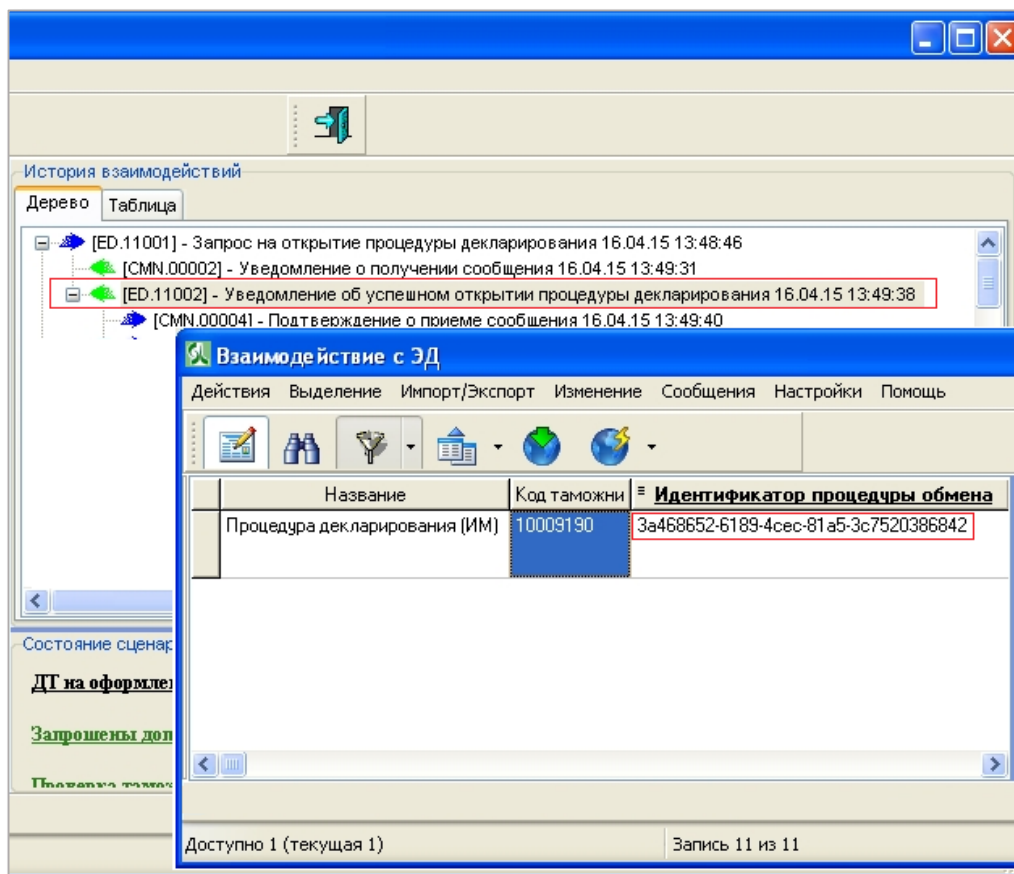 История взаимодействий
Дерево Таблица
[ED.11001] - Запрос на открытие процедуры декларирования 16.04.15 13:48:46
[CMN.00002] - Уведомление о получении сообщения 16.04.15 13:49:31
[ED.11002] - Уведомление об успешном открытии процедуры декларирования 16.04.15 13:49:38
[CMN.00004] - Подтверждение о приеме сообщения 16.04.15 13:49:40
Взаимодействие с ЭД
Действия Выделение Импорт/Экспорт Изменение Сообщения Настройки Помощь
Название Код таможни Идентификатор процедуры обмена
Процедура декларирования (ИМ) 10009190 3a468652-6189-4cec-81a5-3c7520386842
Состояние сценар
ДТ на оформле
Запрошены доп
Проверка тамож
Доступно 1 (текущая 1) Запись 11 из 11